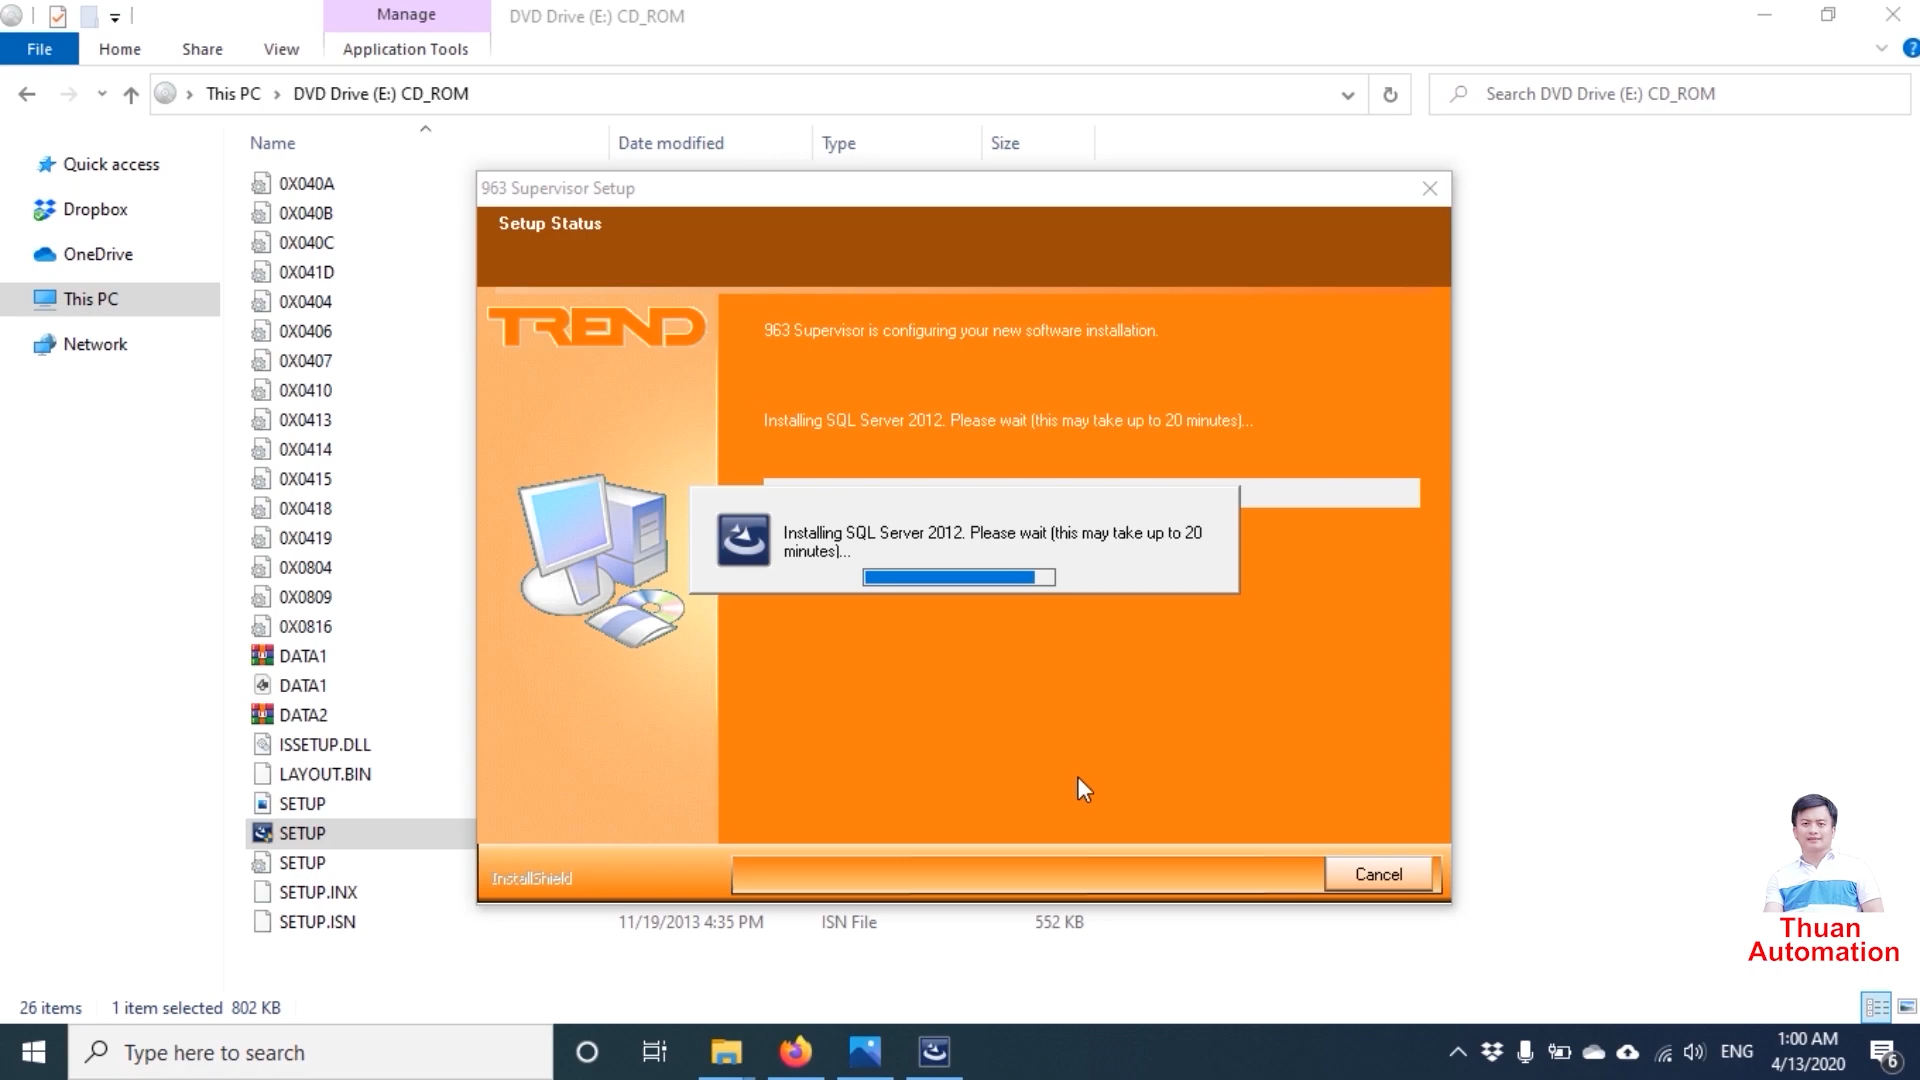 Manage
DVD Drive (E:) CD_ROM
File
Home
Share
View
Application Tools
This PC
DVD Drive (E:) CD_ROM
Search DVD Drive (E:) CD_ROM
Name
Date modified
Type
Size
Quick access
Dropbox
OneDrive
This PC
Network
0X040A
0X040B
0X040C
0X041D
0X0404
0X0406
0X0407
0X0410
0X0413
0X0414
0X0415
0X0418
0X0419
0X0804
0X0809
0X0816
DATA1
DATA1
DATA2
ISSETUP.DLL
LAYOUT.BIN
SETUP
SETUP
SETUP
SETUP.INX
SETUP.ISN
11/19/2013 4:35 PM
ISN File
552 KB
963 Supervisor Setup
Setup Status
TREND
963 Supervisor is configuring your new software installation.
Installing SQL Server 2012. Please wait (this may take up to 20 minutes)...
Installing SQL Server 2012. Please wait (this may take up to 20
minutes)...
InstallShield
Cancel
Thuan
Automation
26 items
1 item selected 802 KB
Type here to search
ENG
1:00 AM
4/13/2020
6